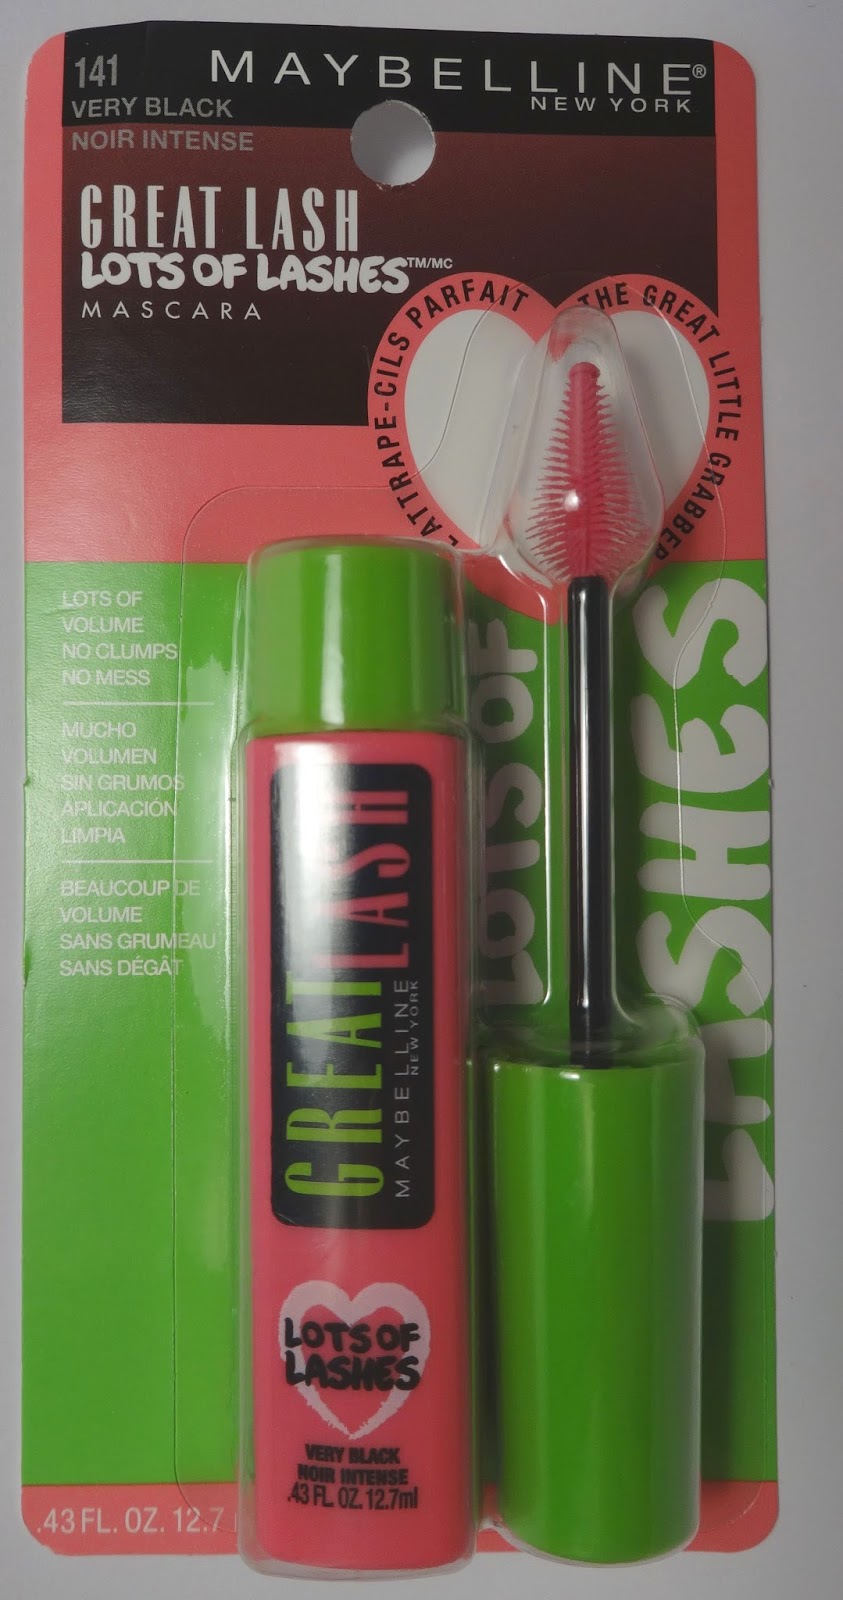 141
VERY BLACK
NOIR INTENSE
MAYBELLINE®
NEW YORK
GREAT LASH
LOTS OF LASHES™/MC
MASCARA
L'ATTRAPE-CILS PARFAIT
THE GREAT LITTLE GRABBER
LOTS OF
VOLUME
NO CLUMPS
NO MESS
MUCHO
VOLUMEN
SIN GRUMOS
APLICACIÓN
LIMPIA
BEAUCOUP DE
VOLUME
SANS GRUMEAU
SANS DÉGÂT
LOTS OF
LASHES
GREAT LASH
MAYBELLINE
NEW YORK
LOTS OF
LASHES
VERY BLACK
NOIR INTENSE
.43 FL. OZ. 12.7ml
.43 FL. OZ. 12.7